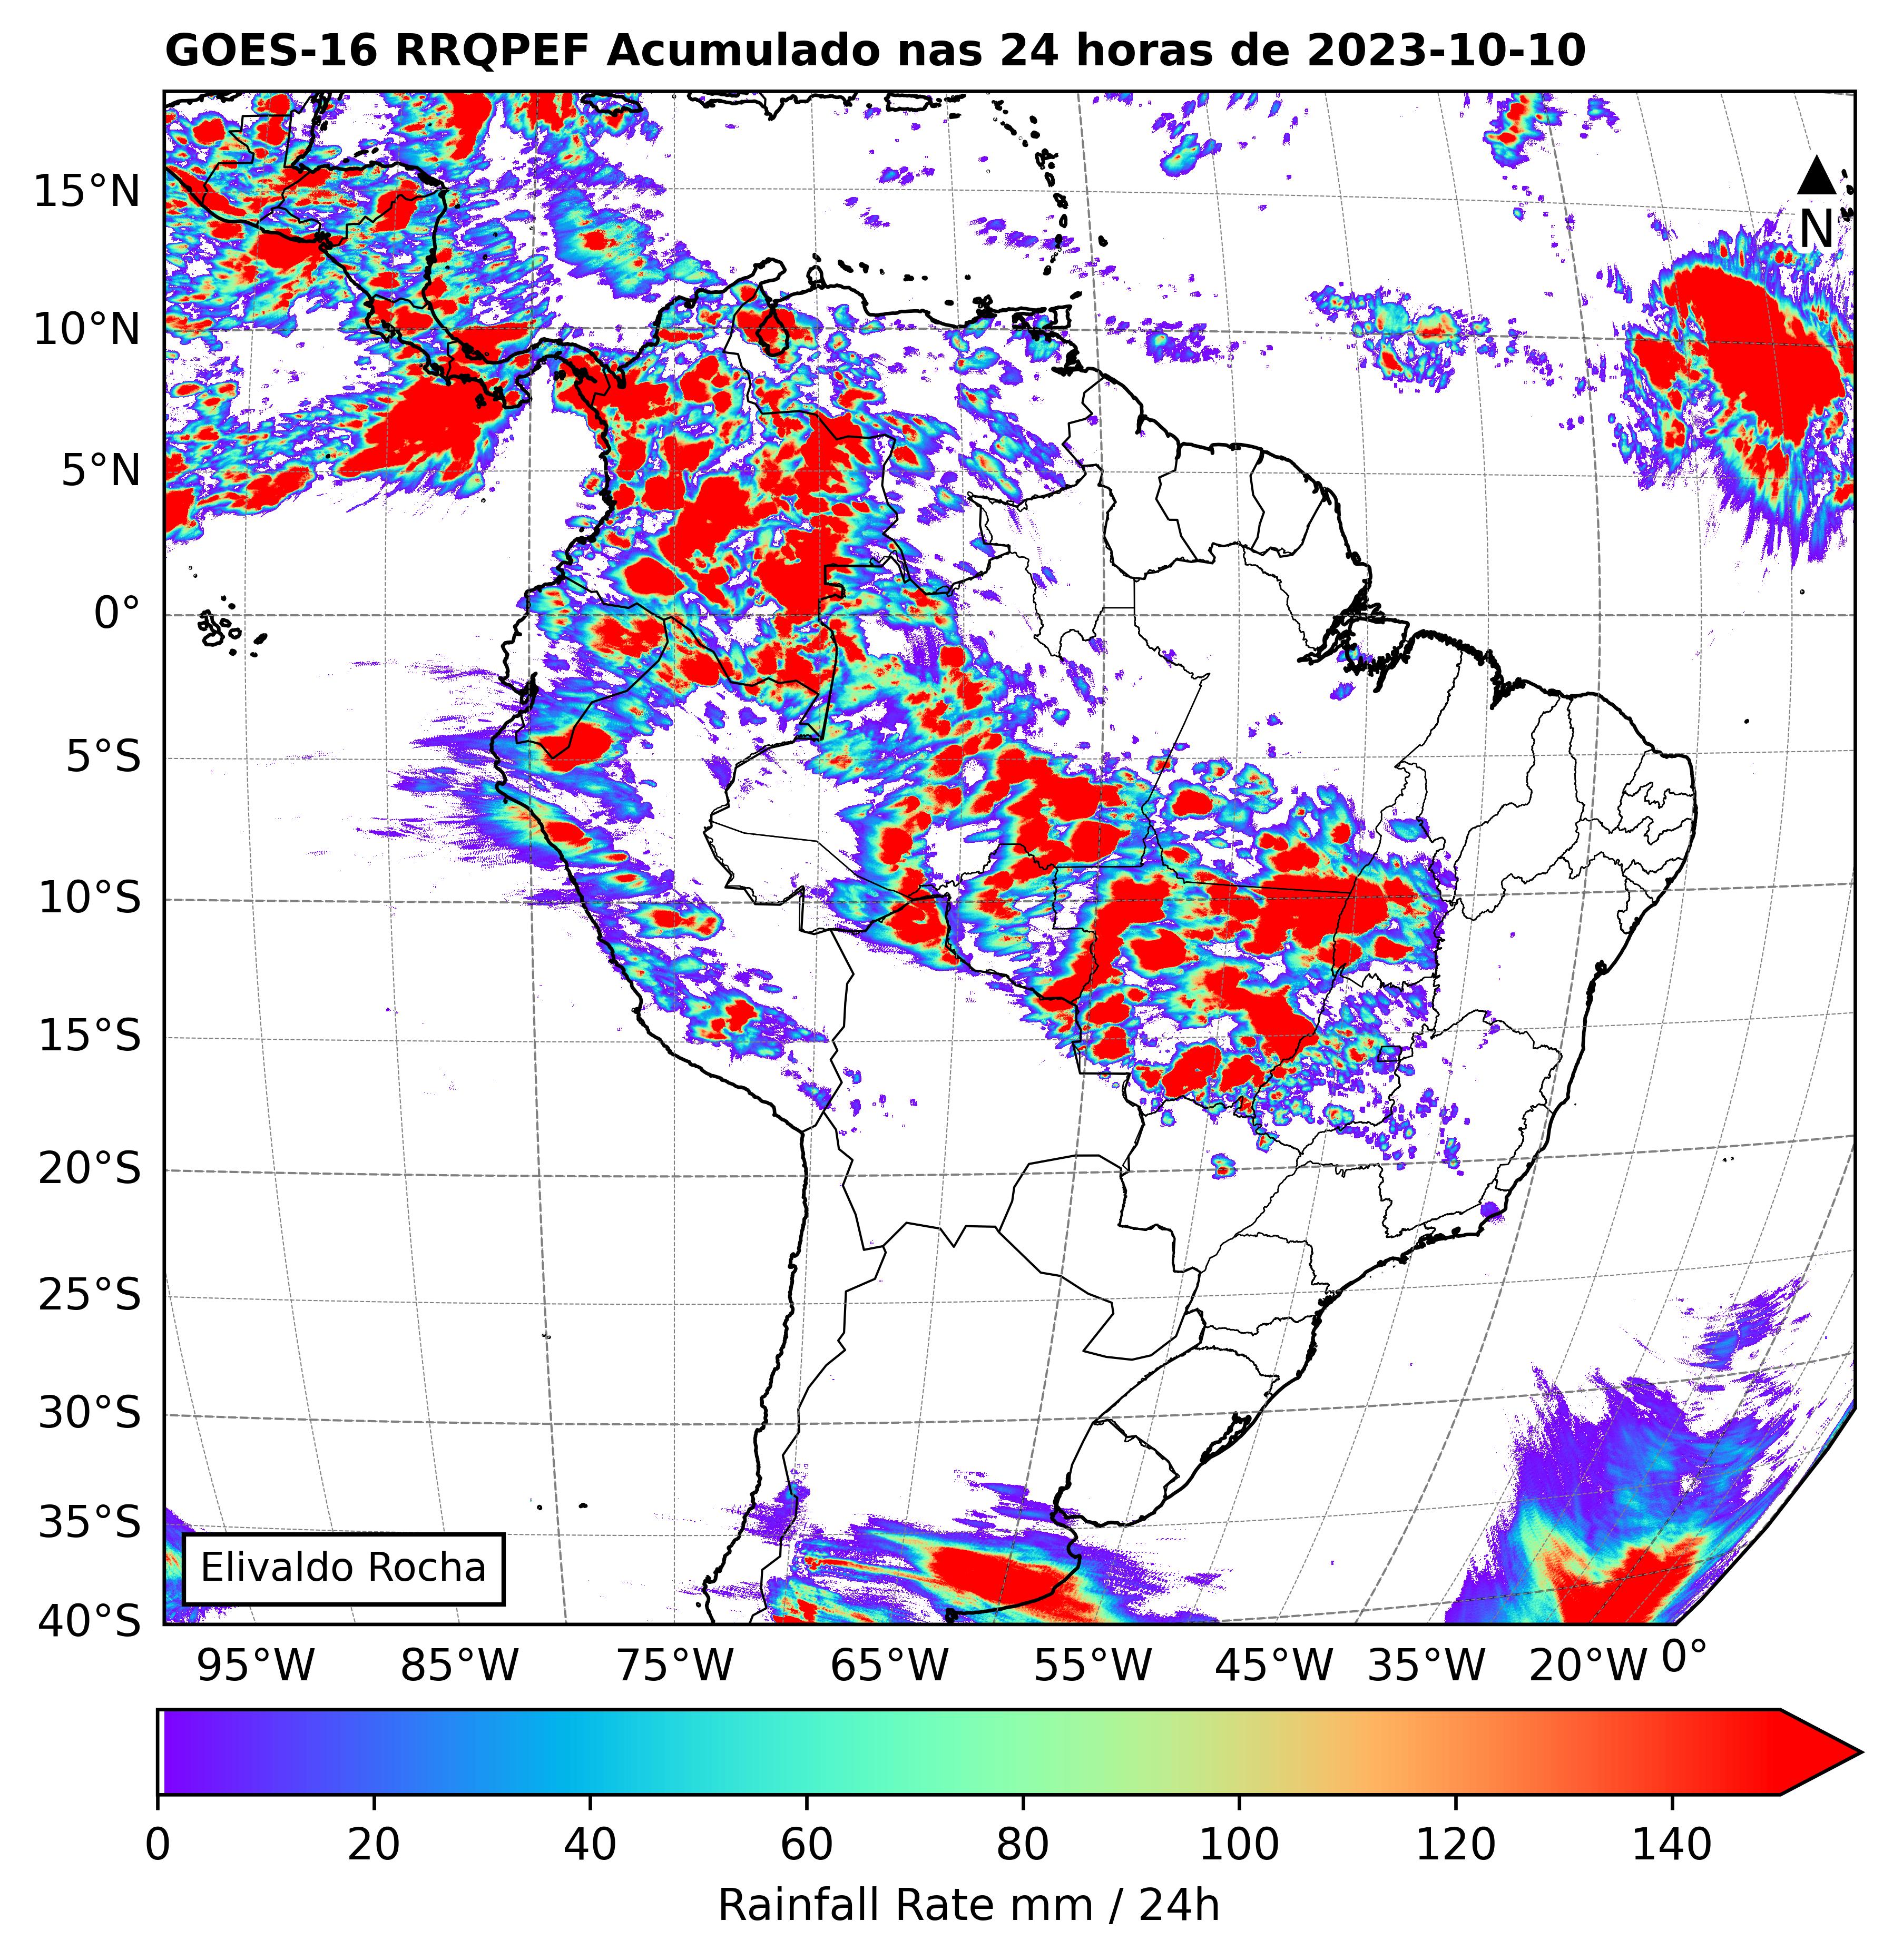 GOES-16 RRQPEF Acumulado nas 24 horas de 2023-10-10
N
15°N
10°N
5°N
0°
5°S
10°S
15°S
20°S
25°S
30°S
35°S
40°S
Elivaldo Rocha
95°W 85°W 75°W 65°W 55°W 45°W 35°W 20°W 0°
0 20 40 60 80 100 120 140
Rainfall Rate mm / 24h